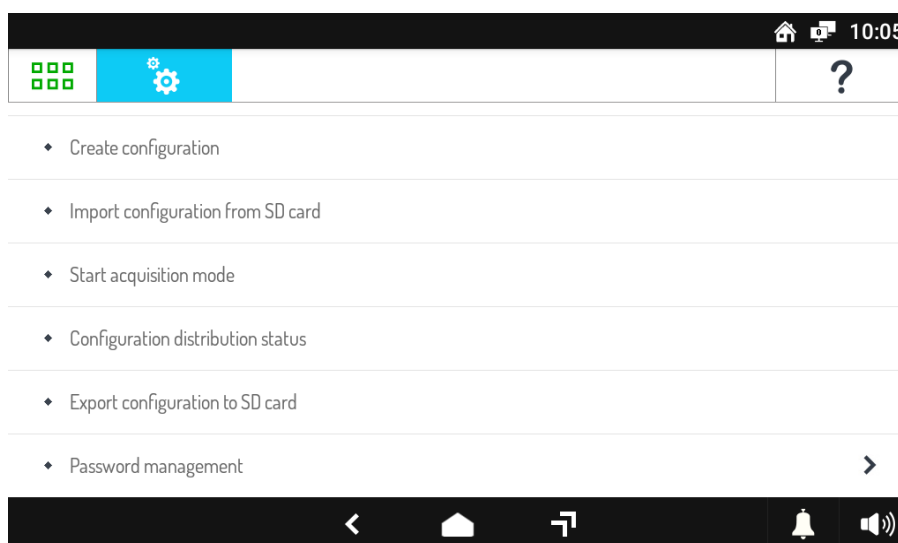 10:05
?
Create configuration
Import configuration from SD card
Start acquisition mode
Configuration distribution status
Export configuration to SD card
Password management